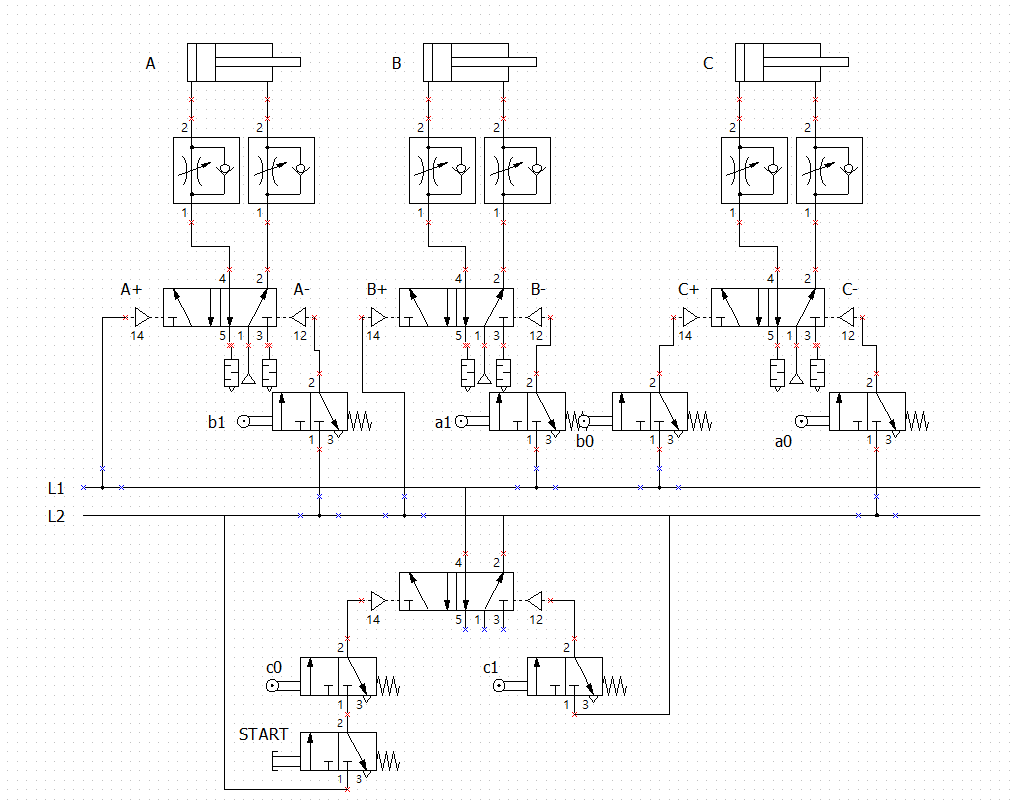 A B C
2 2 2 2 2 2
1 1 1 1 1 1
4 2 4 2 4 2
A+ A- B+ B- C+ C-
14 5 1 3 12 14 5 1 3 12 14 5 1 3 12
2 2 2 2
b1 a1 b0 a0
1 3 1 3 1 3 1 3
L1
L2
4 2
14 5 1 3 12
2 2
c0 c1
1 3 1 3
2
START
1 3